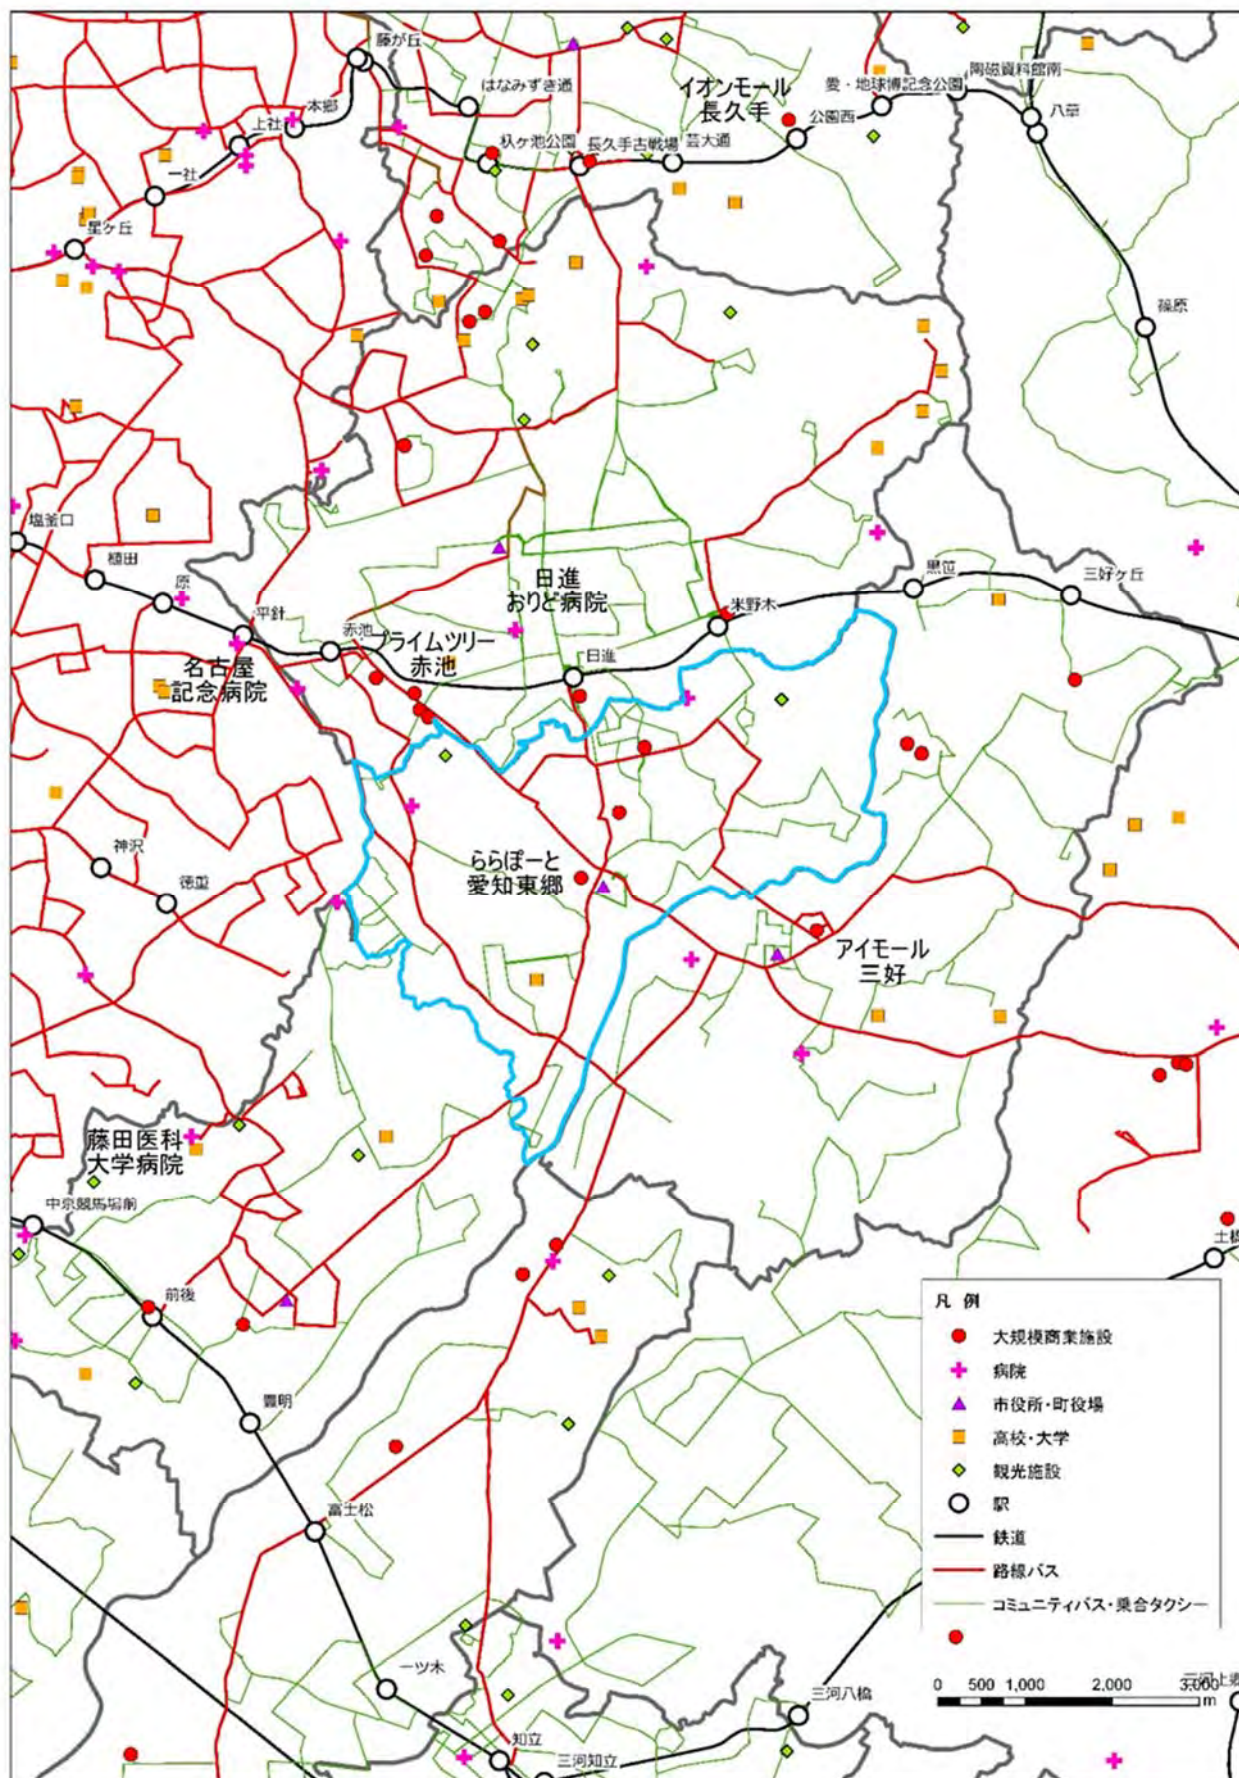 藤が丘
はなみずき通
イオンモール
長久手
愛・地球博記念公園
陶磁資料館南
八草
本郷
上社
公園西
杁ヶ池公園
長久手古戦場
芸大通
一社
星ヶ丘
篠原
塩釜口
植田
原
平針
赤池
プライムツリー
赤池
日進
おりど病院
米野木
黒笹
三好ヶ丘
名古屋
記念病院
日進
神沢
徳重
ららぽーと
愛知東郷
アイモール
三好
藤田医科
大学病院
中京競馬場前
前後
豊明
富士松
一ツ木
知立
三河知立
三河八橋
土橋
凡 例
大規模商業施設
病院
市役所・町役場
高校・大学
観光施設
駅
鉄道
路線バス
コミュニティバス・乗合タクシー
0 500 1,000 2,000 3,000
m